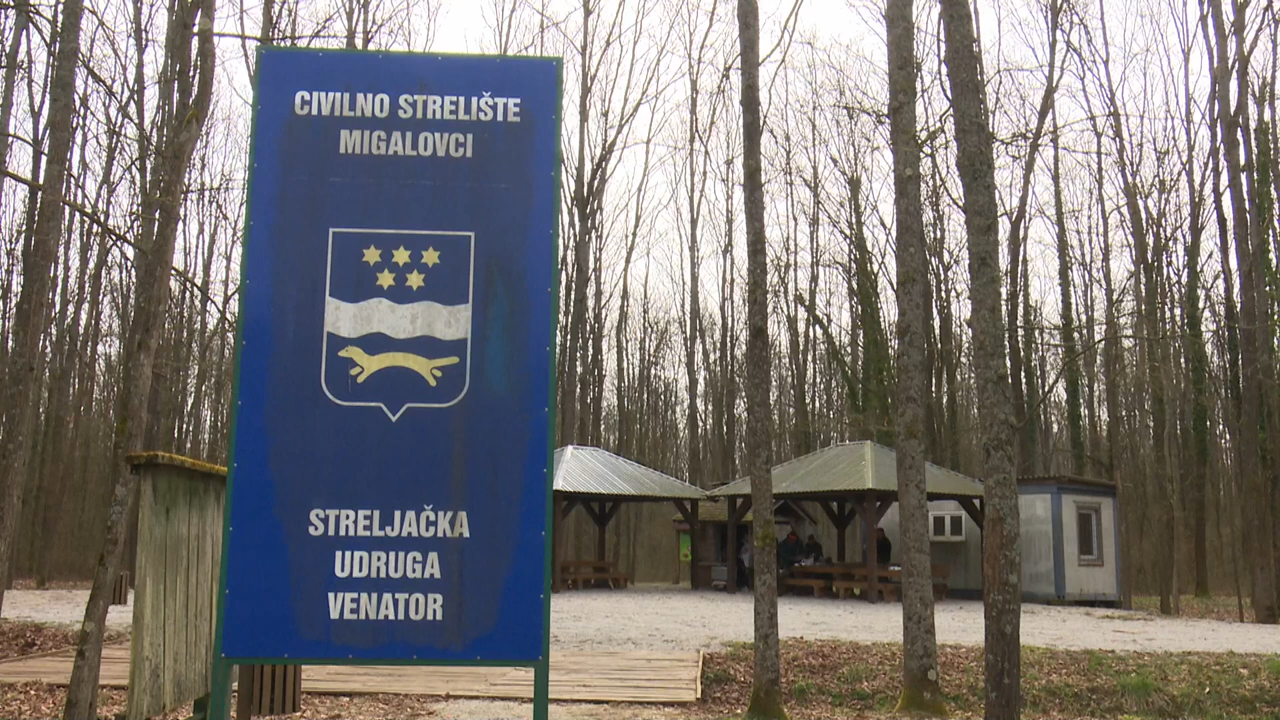 CIVILNO STRELIŠTE
MIGALOVCI
STRELJAČKA
UDRUGA
VENATOR